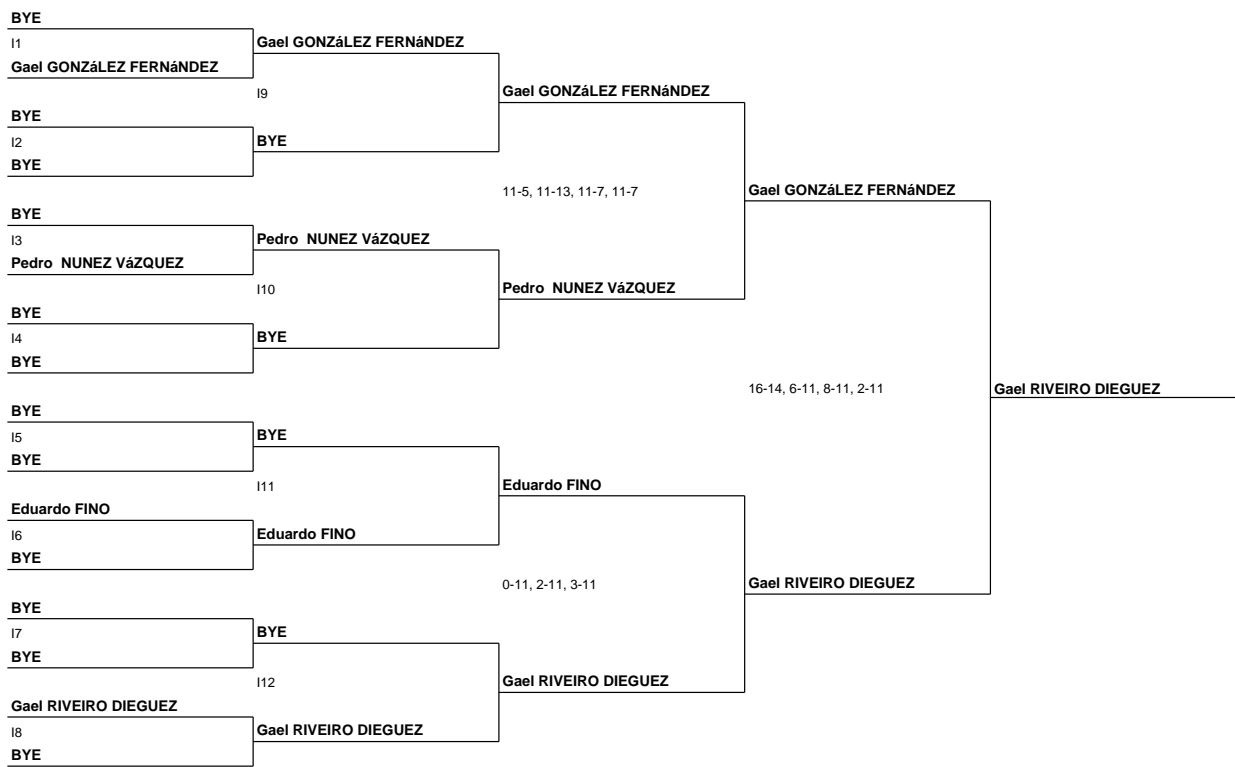 BYE
I1
Gael GONZáLEZ FERNáNDEZ
Gael GONZáLEZ FERNáNDEZ
I9
Gael GONZáLEZ FERNáNDEZ
BYE
I2
BYE
BYE
11-5, 11-13, 11-7, 11-7
Gael GONZáLEZ FERNáNDEZ
BYE
I3
Pedro  NUNEZ VáZQUEZ
Pedro  NUNEZ VáZQUEZ
I10
Pedro  NUNEZ VáZQUEZ
BYE
I4
BYE
BYE
16-14, 6-11, 8-11, 2-11
Gael RIVEIRO DIEGUEZ
BYE
I5
BYE
BYE
I11
Eduardo FINO
Eduardo FINO
I6
BYE
Eduardo FINO
0-11, 2-11, 3-11
Gael RIVEIRO DIEGUEZ
BYE
I7
BYE
BYE
I12
Gael RIVEIRO DIEGUEZ
Gael RIVEIRO DIEGUEZ
I8
BYE
Gael RIVEIRO DIEGUEZ